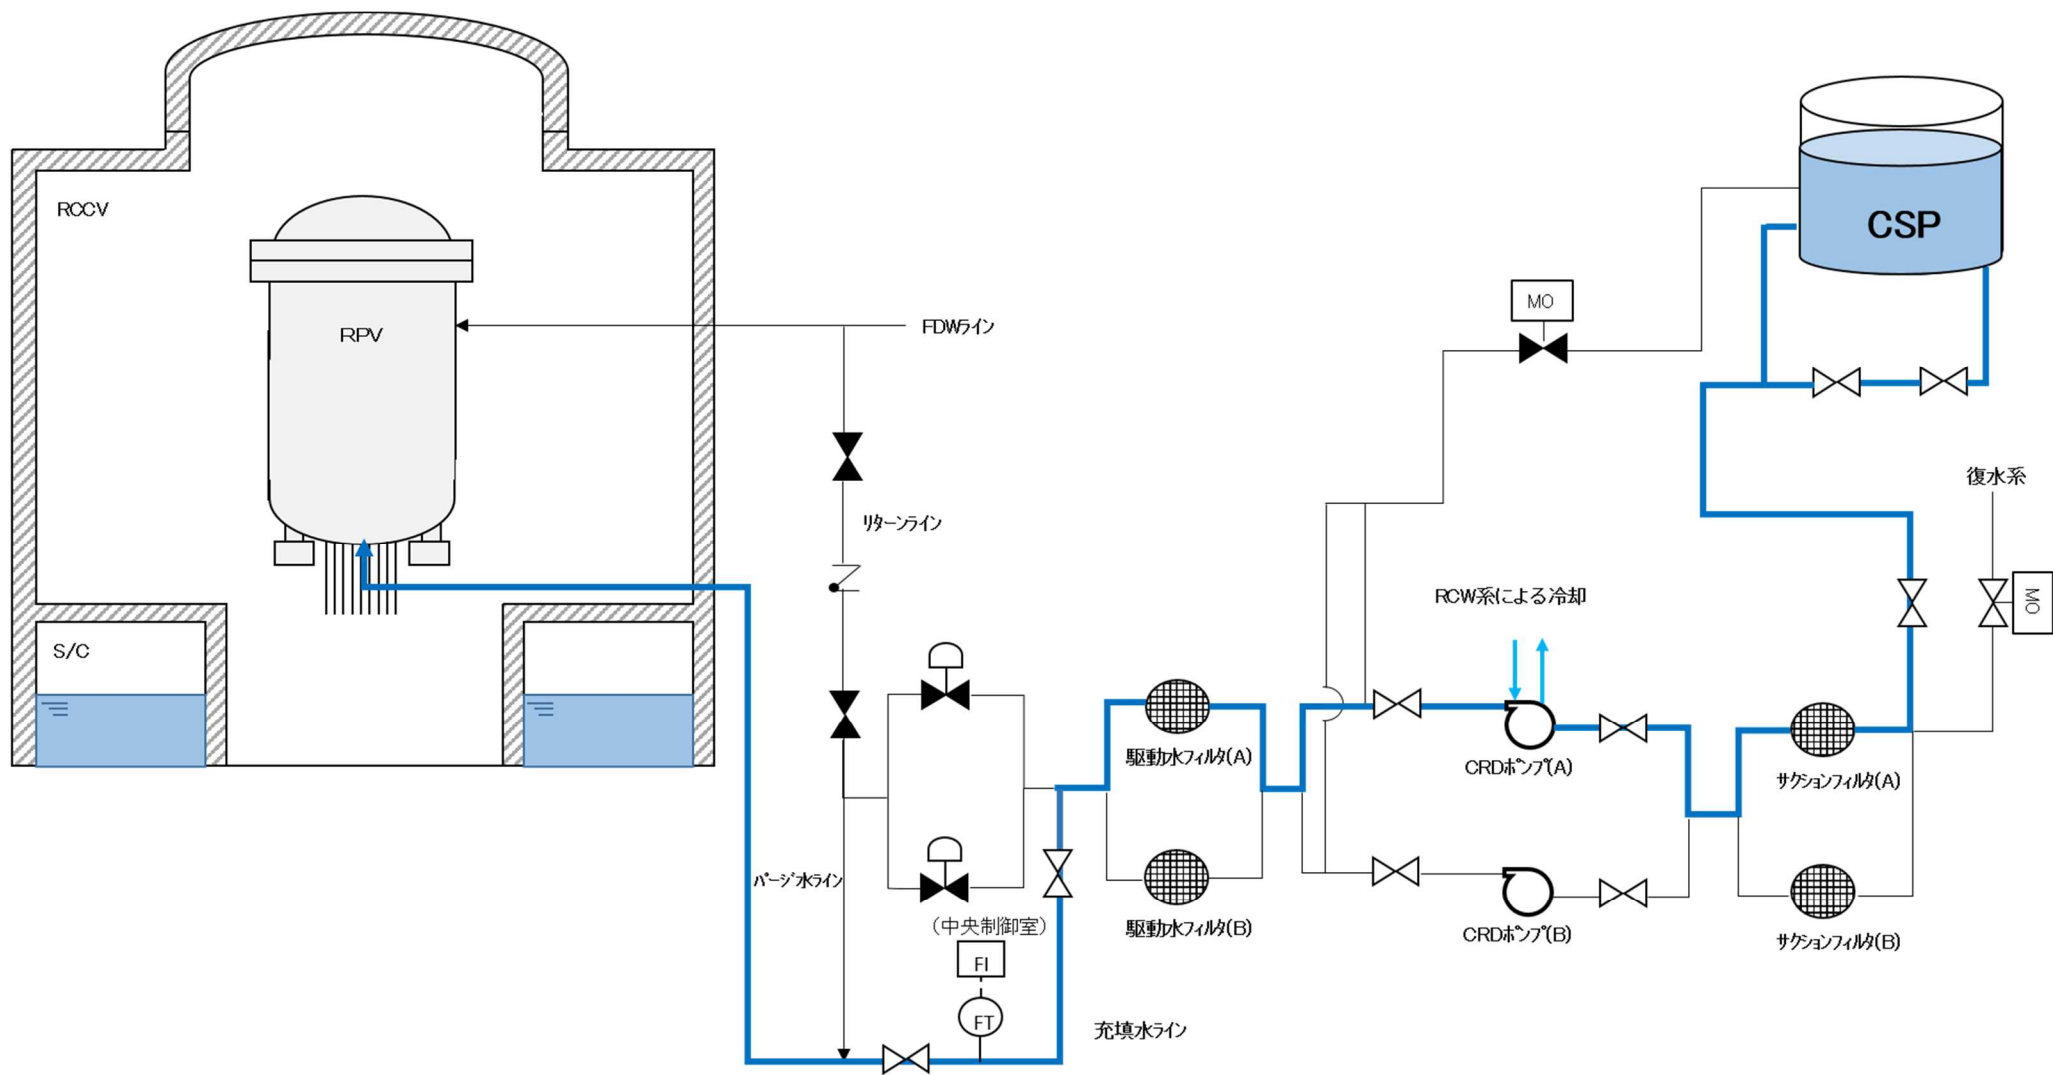 RCCV
CSP
MO
FDWライン
RPV
復水系
リターンライン
RCW系による冷却
MO
S/C
駆動水フィルタ(A)
CRDポンプ(A)
サクションフィルタ(A)
パージ水ライン
(中央制御室)
駆動水フィルタ(B)
CRDポンプ(B)
サクションフィルタ(B)
FI
FT
充填水ライン